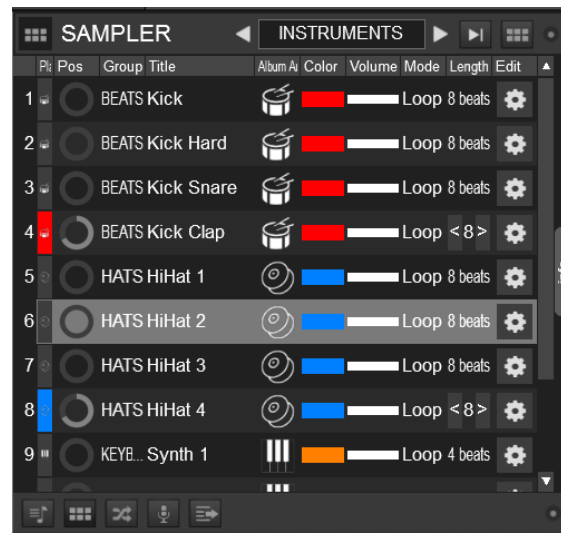 SAMPLER INSTRUMENTS
Pos Group Title Color Volume Mode Length Edit
1 BEATS Kick Loop 8 beats
2 BEATS Kick Hard Loop 8 beats
3 BEATS Kick Snare Loop 8 beats
4 BEATS Kick Clap Loop < 8 >
5 HATS HiHat 1 Loop 8 beats
6 HATS HiHat 2 Loop 8 beats
7 HATS HiHat 3 Loop 8 beats
8 HATS HiHat 4 Loop < 8 >
9 KEYB... Synth 1 Loop 4 beats